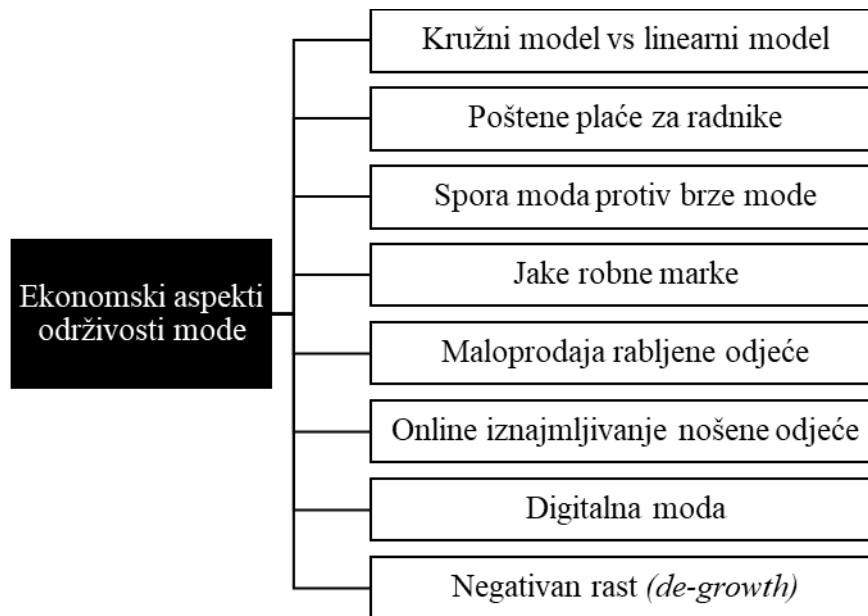 Kružni model vs linearni model
Poštene plaće za radnike
Spora moda protiv brze mode
Jake robne marke
Ekonomski aspekti
održivosti mode
Maloprodaja rabljene odjeće
Online iznajmljivanje nošene odjeće
Digitalna moda
Negativan rast (de-growth)